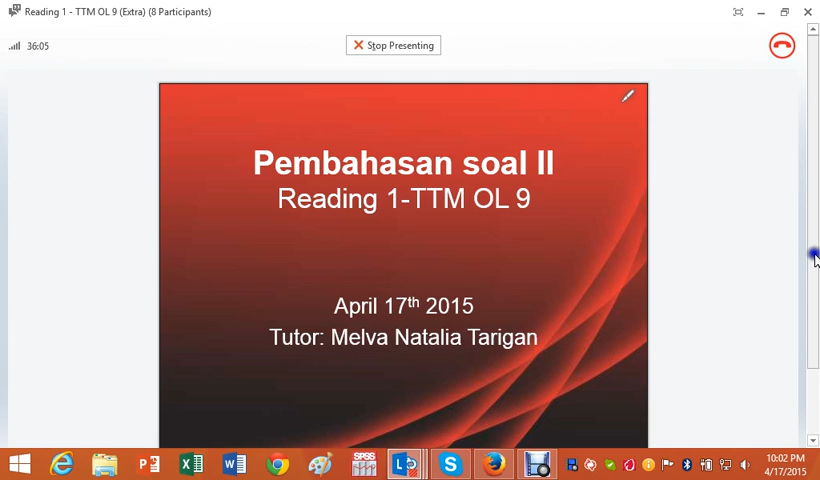 Reading 1 - TTM OL 9 (Extra) (8 Participants)
36:05
Stop Presenting
Pembahasan soal II
Reading 1-TTM OL 9
April 17th 2015
Tutor: Melva Natalia Tarigan
SPSS
10:02 PM
4/17/2015